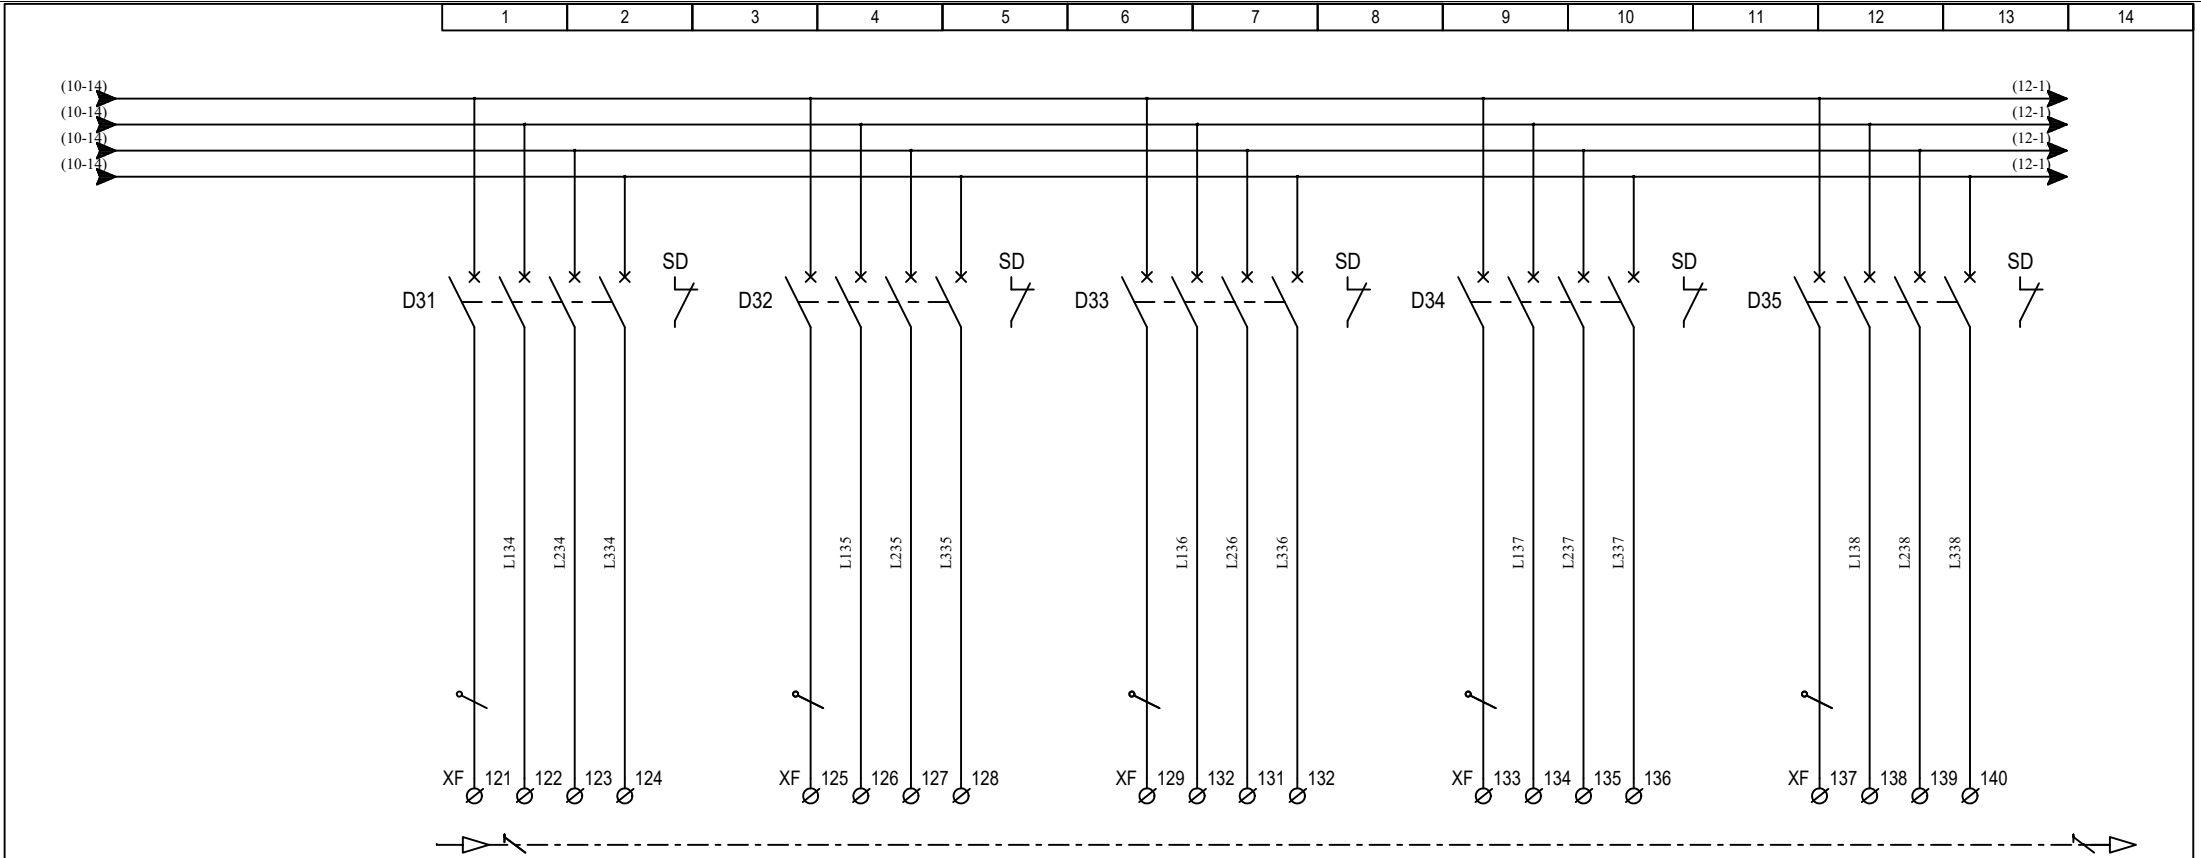 1 2 3 4 5 6 7 8 9 10 11 12 13 14
(10-14) (12-1)
(10-14) (12-1)
(10-14) (12-1)
(10-14) (12-1)
SD SD SD SD SD
D31 D32 D33 D34 D35
L134 L234 L334 L135 L235 L335 L136 L236 L336 L137 L237 L337 L138 L238 L338
XF 121 122 123 124 XF 125 126 127 128 XF 129 132 131 132 XF 133 134 135 136 XF 137 138 139 140